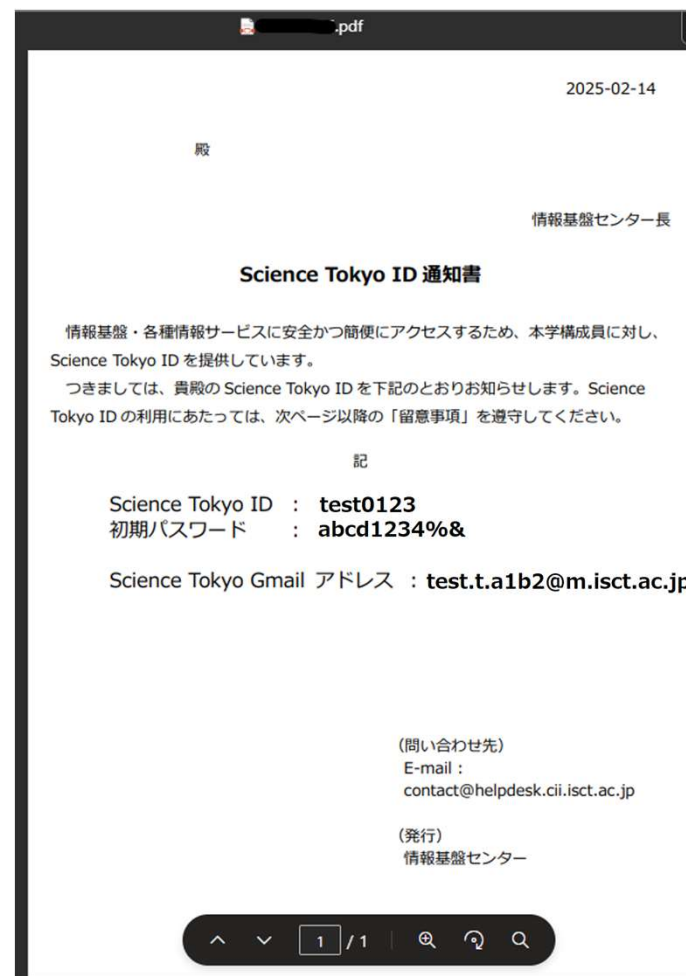 .pdf
2025-02-14
殿
情報基盤センター長
Science Tokyo ID 通知書
情報基盤・各種情報サービスに安全かつ簡便にアクセスするため、本学構成員に対し、
Science Tokyo ID を提供しています。
つきましては、貴殿の Science Tokyo ID を下記のとおりお知らせします。Science
Tokyo ID の利用にあたっては、次ページ以降の「留意事項」を遵守してください。
記
Science Tokyo ID ： test0123
初期パスワード ： abcd1234%&
Science Tokyo Gmail アドレス ：test.t.a1b2@m.isct.ac.jp
（問い合わせ先）
E-mail：
contact@helpdesk.cii.isct.ac.jp
（発行）
情報基盤センター
1 / 1